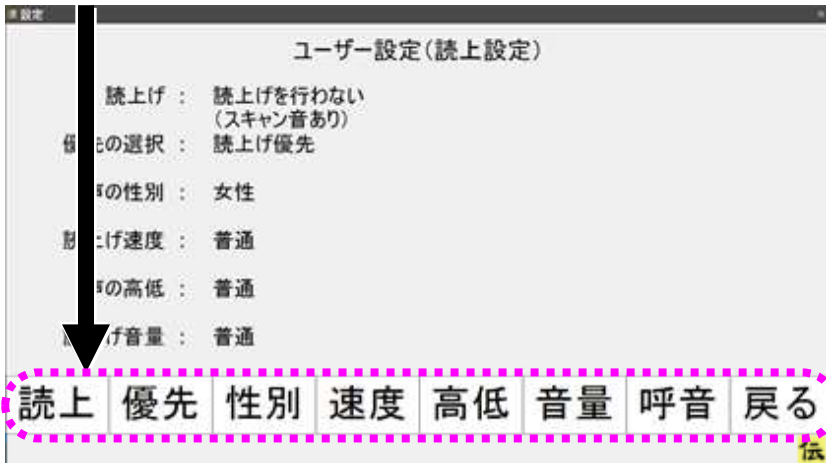 設定
ユーザー設定(読上設定)
読上げ : 読上げを行わない
(スキャン音あり)
の選択 : 読上げ優先
の性別 : 女性
上げ速度 : 普通
の高低 : 普通
げ音量 : 普通
読上 優先 性別 速度 高低 音量 呼音 戻る
伝